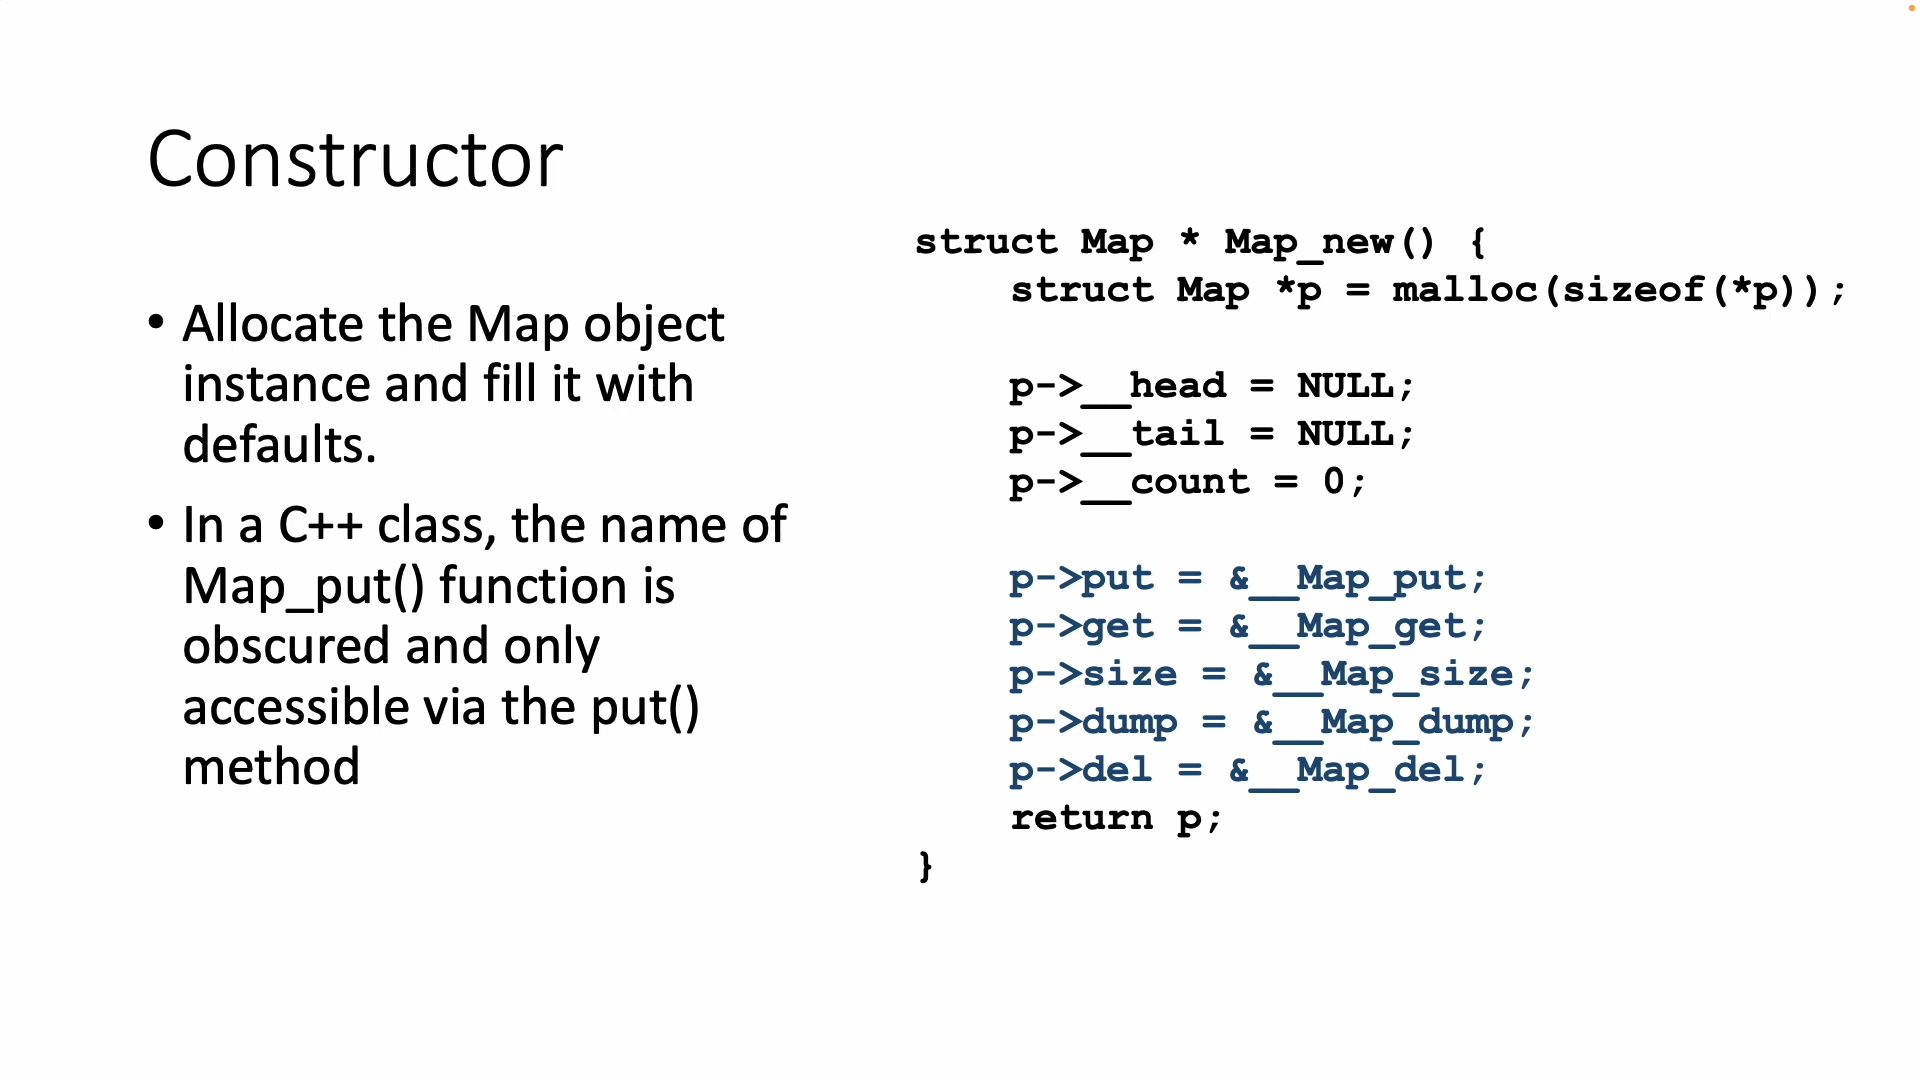 Constructor
• Allocate the Map object
instance and fill it with
defaults.
• In a C++ class, the name of
Map_put() function is
obscured and only
accessible via the put()
method
struct Map * Map_new() {
    struct Map *p = malloc(sizeof(*p));
    p->__head = NULL;
    p->__tail = NULL;
    p->__count = 0;
    p->put = &__Map_put;
    p->get = &__Map_get;
    p->size = &__Map_size;
    p->dump = &__Map_dump;
    p->del = &__Map_del;
    return p;
}